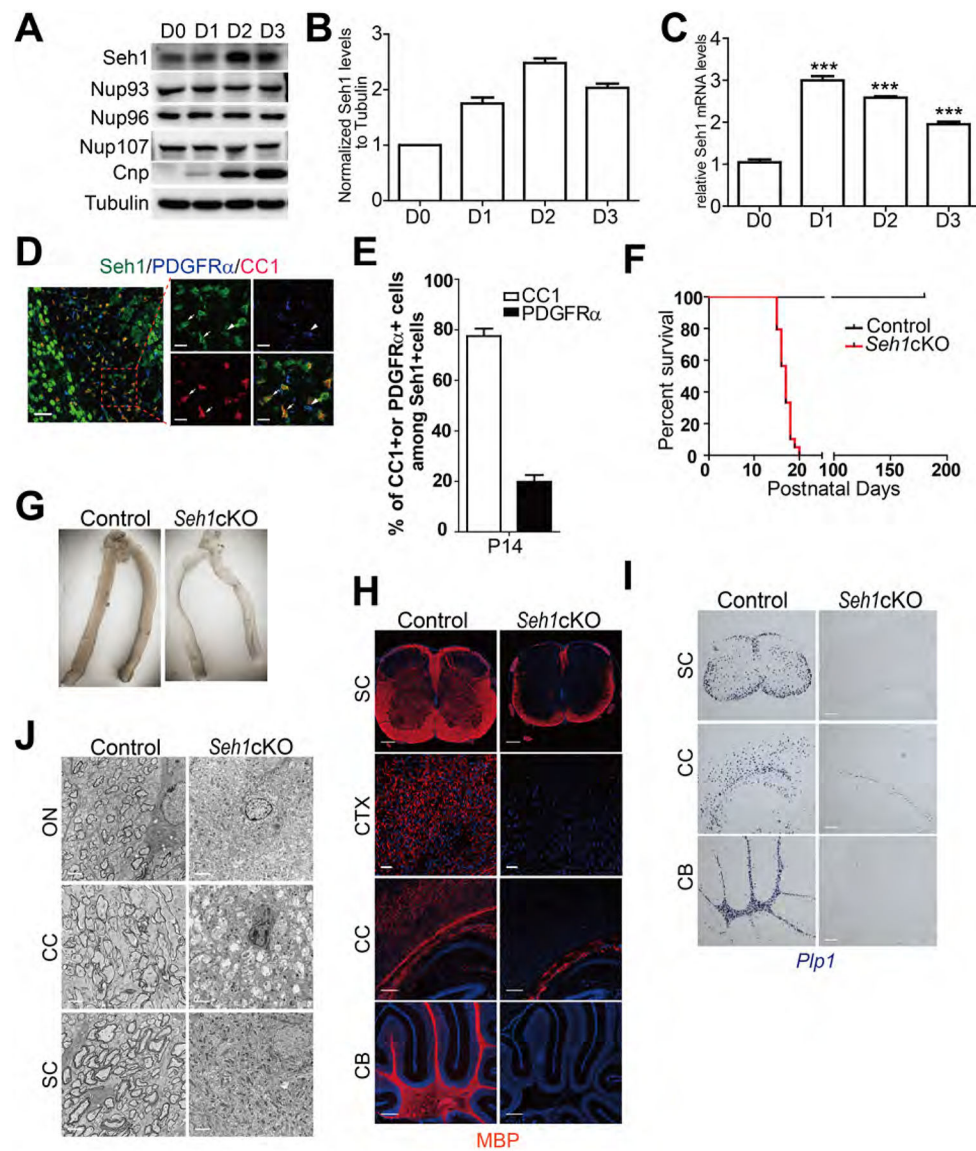 A
D0 D1 D2 D3
Seh1
Nup93
Nup96
Nup107
Cnp
Tubulin
B
Normalized Seh1 levels
to Tubulin
3
2
1
0
D0 D1 D2 D3
C
relative Seh1 mRNA levels
4
3
2
1
0
*** *** ***
D0 D1 D2 D3
D
Seh1/PDGFRα/CC1
E
% of CC1+or PDGFRα+ cells
among Seh1+cells
100
80
60
40
20
0
CC1
PDGFRα
P14
F
Percent survival
100
80
60
40
20
0
Control
Seh1cKO
0 10 20 100 150 200
Postnatal Days
G
Control Seh1cKO
H
Control Seh1cKO
SC
CTX
CC
CB
MBP
I
Control Seh1cKO
SC
CC
CB
Plp1
J
Control Seh1cKO
ON
CC
SC